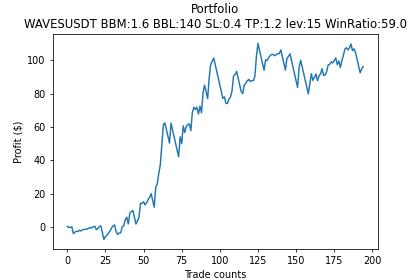 Portfolio
WAVESUSDT BBM:1.6 BBL:140 SL:0.4 TP:1.2 lev:15 WinRatio:59.0
100
80
60
40
20
0
Profit ($)
0 25 50 75 100 125 150 175 200
Trade counts